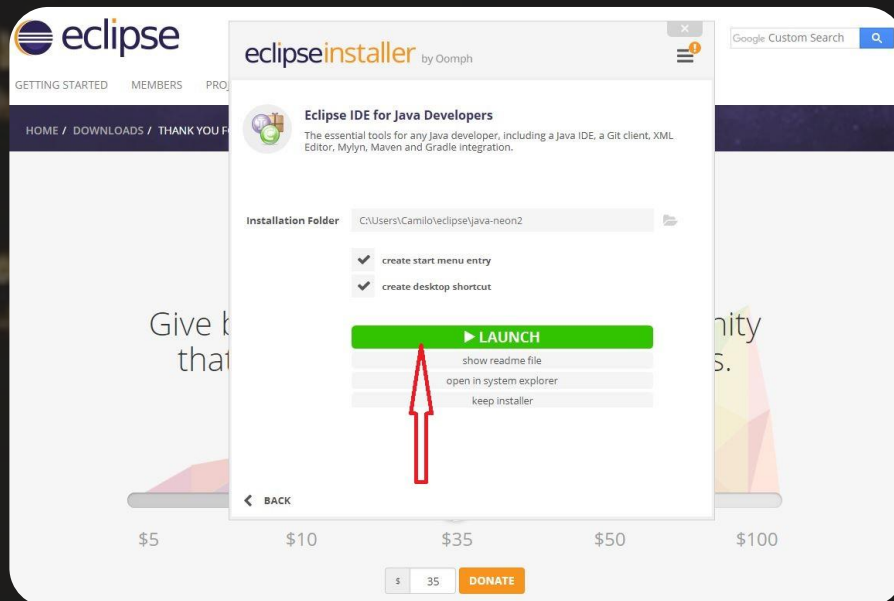 eclipse
Google Custom Search
GETTING STARTED MEMBERS
HOME / DOWNLOADS / THANK YOU
eclipseinstaller by Oomph
!
Eclipse IDE for Java Developers
The essential tools for any Java developer, including a Java IDE, a Git client, XML
Editor, Mylyn, Maven and Gradle integration.
Installation Folder C:\Users\Camilo\eclipse\java-neon2
create start menu entry
create desktop shortcut
Give
that
LAUNCH
show readme file
open in system explorer
keep installer
BACK
$5 $10 $35 $50 $100
$ 35 DONATE